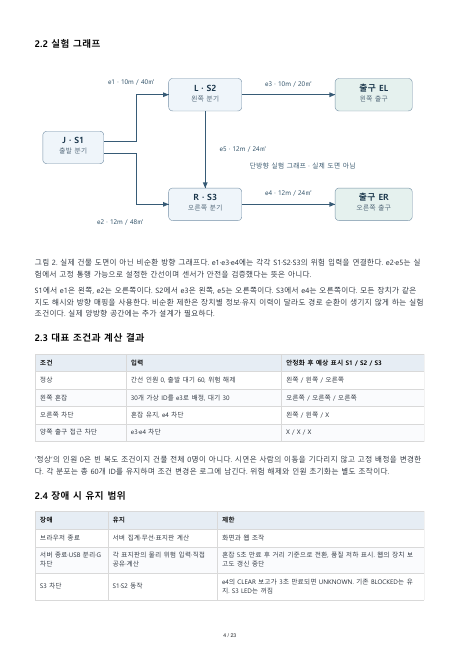 2.2 실험 그래프
e1 · 10m / 40㎡
L · S2
왼쪽 분기
e3 · 10m / 20㎡
출구 EL
왼쪽 출구
J · S1
출발 분기
e5 · 12m / 24㎡
단방향 실험 그래프 · 실제 도면 아님
R · S3
오른쪽 분기
e4 · 12m / 24㎡
출구 ER
오른쪽 출구
e2 · 12m / 48㎡
그림 2. 실제 건물 도면이 아닌 비순환 방향 그래프다. e1·e3·e4에는 각각 S1·S2·S3의 위험 입력을 연결한다. e2·e5는 실
험에서 고정 통행 가능으로 설정한 간선이며 센서가 안전을 검증했다는 뜻은 아니다.
S1에서 e1은 왼쪽, e2는 오른쪽이다. S2에서 e3은 왼쪽, e5는 오른쪽이다. S3에서 e4는 오른쪽이다. 모든 장치가 같은
지도 해시와 방향 매핑을 사용한다. 비순환 제한은 장치별 정보·유지 이력이 달라도 경로 순환이 생기지 않게 하는 실험
조건이다. 실제 양방향 공간에는 추가 설계가 필요하다.
2.3 대표 조건과 계산 결과
조건 입력 안정화 후 예상 표시 S1 / S2 / S3
정상 간선 인원 0, 출발 대기 60, 위험 해제 왼쪽 / 왼쪽 / 오른쪽
왼쪽 혼잡 30개 가상 ID를 e3로 배정, 대기 30 오른쪽 / 오른쪽 / 오른쪽
오른쪽 차단 혼잡 유지, e4 차단 왼쪽 / 왼쪽 / X
양쪽 출구 접근 차단 e3·e4 차단 X / X / X
'정상'의 인원 0은 빈 복도 조건이지 건물 전체 0명이 아니다. 시연은 사람의 이동을 기다리지 않고 고정 배정을 변경한
다. 각 분포는 총 60개 ID를 유지하며 조건 변경은 로그에 남긴다. 위험 해제와 인원 초기화는 별도 조작이다.
2.4 장애 시 유지 범위
장애 유지 제한
브라우저 종료 서버 집계·무선·표지판 계산 화면과 웹 조작
서버 종료·USB 분리·G 각 표지판의 물리 위험 입력·직접 혼잡 5초 만료 후 거리 기준으로 전환, 품질 저하 표시. 웹의 장치 보
차단 공유·계산 고도 갱신 중단
S3 차단 S1·S2 동작 e4의 CLEAR 보고가 3초 만료되면 UNKNOWN. 기존 BLOCKED는 유
지, S3 LED는 꺼짐
4 / 23